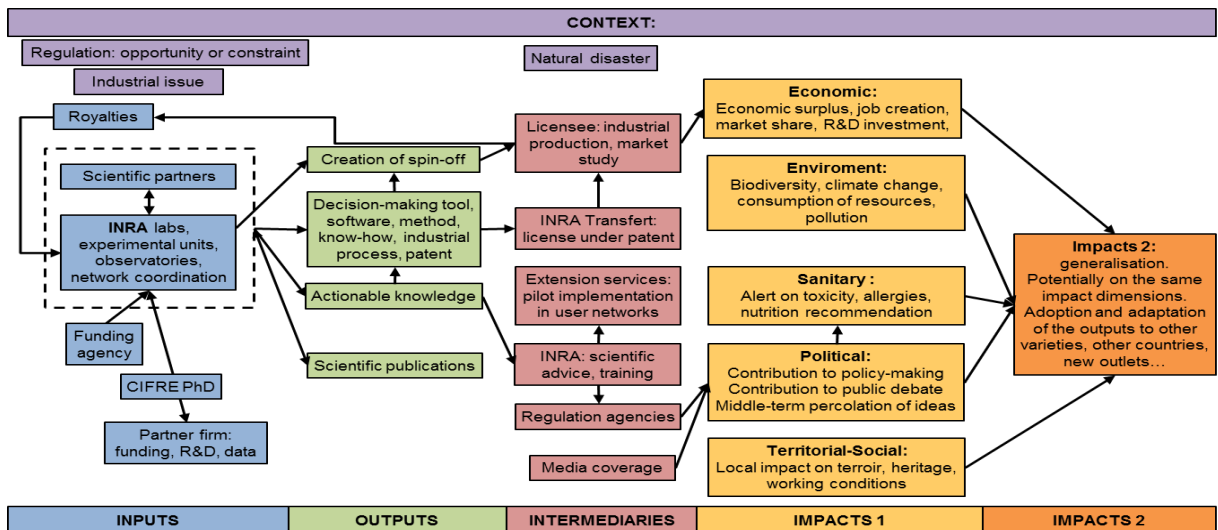 CONTEXT:
Regulation: opportunity or constraint
Natural disaster
Industrial issue
Royalties
Scientific partners
INRA labs,
experimental units,
observatories,
network coordination
Funding
agency
CIFRE PhD
Partner firm:
funding, R&D, data
Creation of spin-off
Decision-making tool,
software, method,
know-how, industrial
process, patent
Actionable knowledge
Scientific publications
Licensee: industrial
production, market
study
INRA Transfert:
license under patent
Extension services:
pilot implementation
in user networks
INRA: scientific
advice, training
Regulation agencies
Media coverage
Economic:
Economic surplus, job creation,
market share, R&D investment,
Enviroment:
Biodiversity, climate change,
consumption of resources,
pollution
Sanitary :
Alert on toxicity, allergies,
nutrition recommendation
Political:
Contribution to policy-making
Contribution to public debate
Middle-term percolation of ideas
Territorial-Social:
Local impact on terroir, heritage,
working conditions
Impacts 2:
generalisation.
Potentially on the same
impact dimensions.
Adoption and adaptation
of the outputs to other
varieties, other countries,
new outlets…
INPUTS
OUTPUTS
INTERMEDIARIES
IMPACTS 1
IMPACTS 2